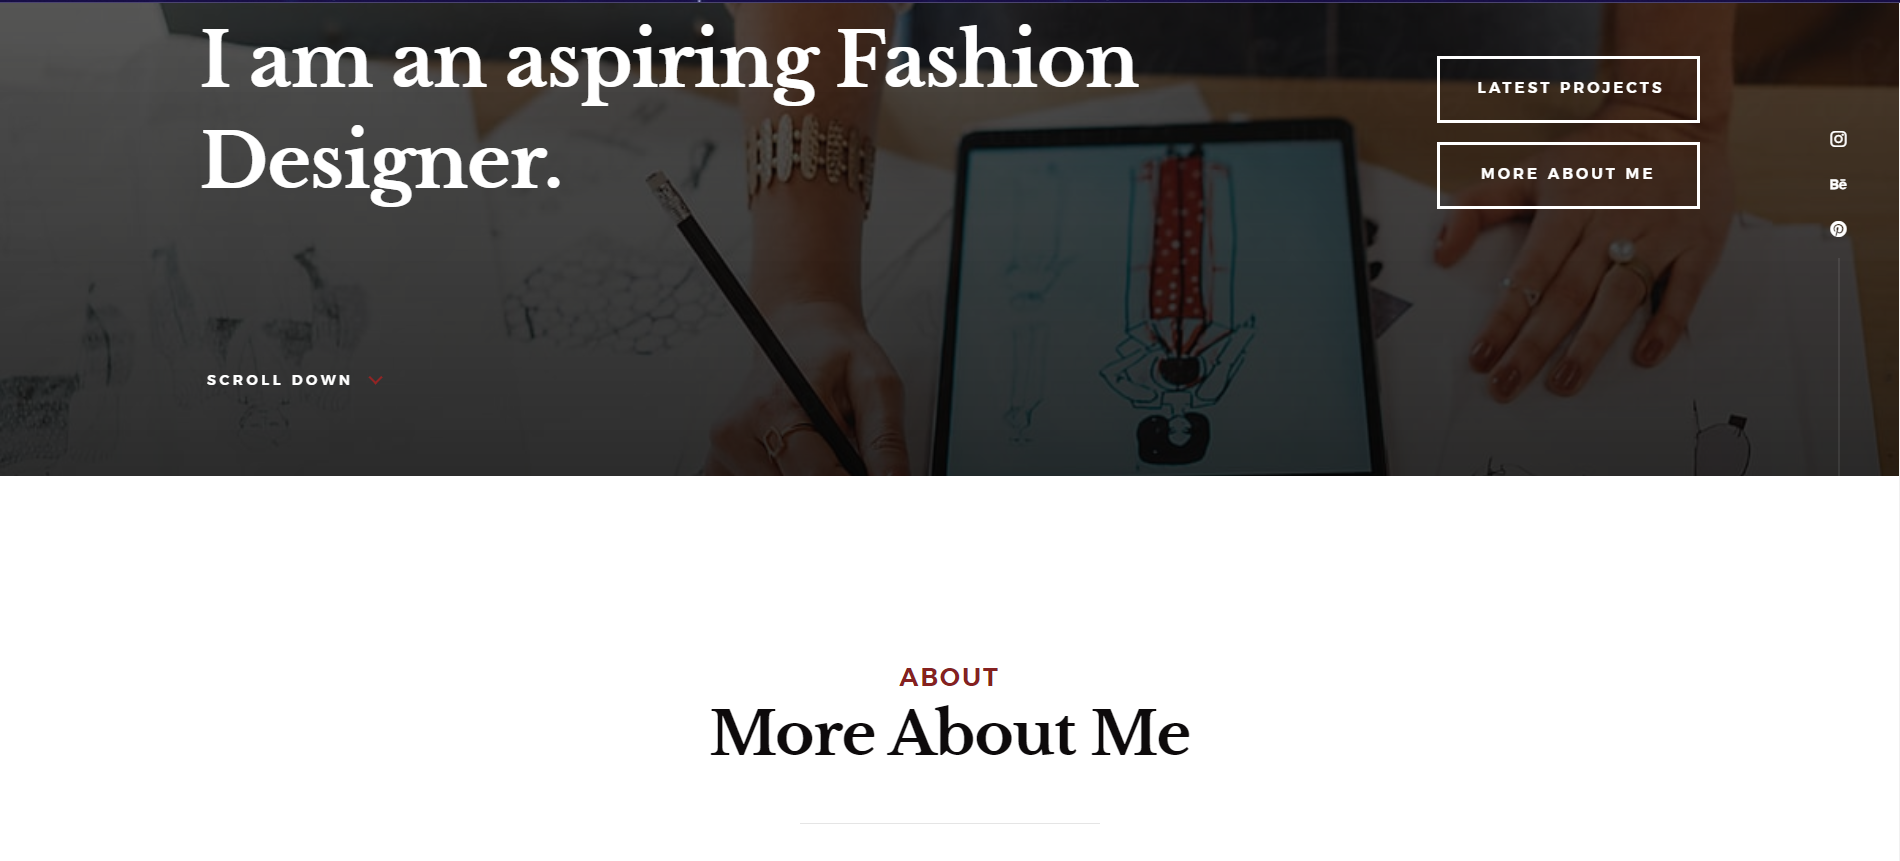 I am an aspiring Fashion
Designer.
LATEST PROJECTS
MORE ABOUT ME
Bē
SCROLL DOWN
ABOUT
More About Me